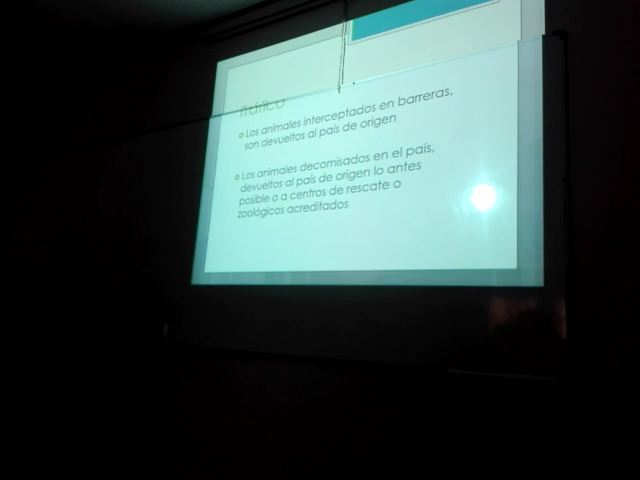 Tráfico
Los animales interceptados en barreras,
son devueltos al país de origen
Los animales decomisados en el país,
devueltos al país de origen lo antes
posible o a centros de rescate o
zoológicos acreditados